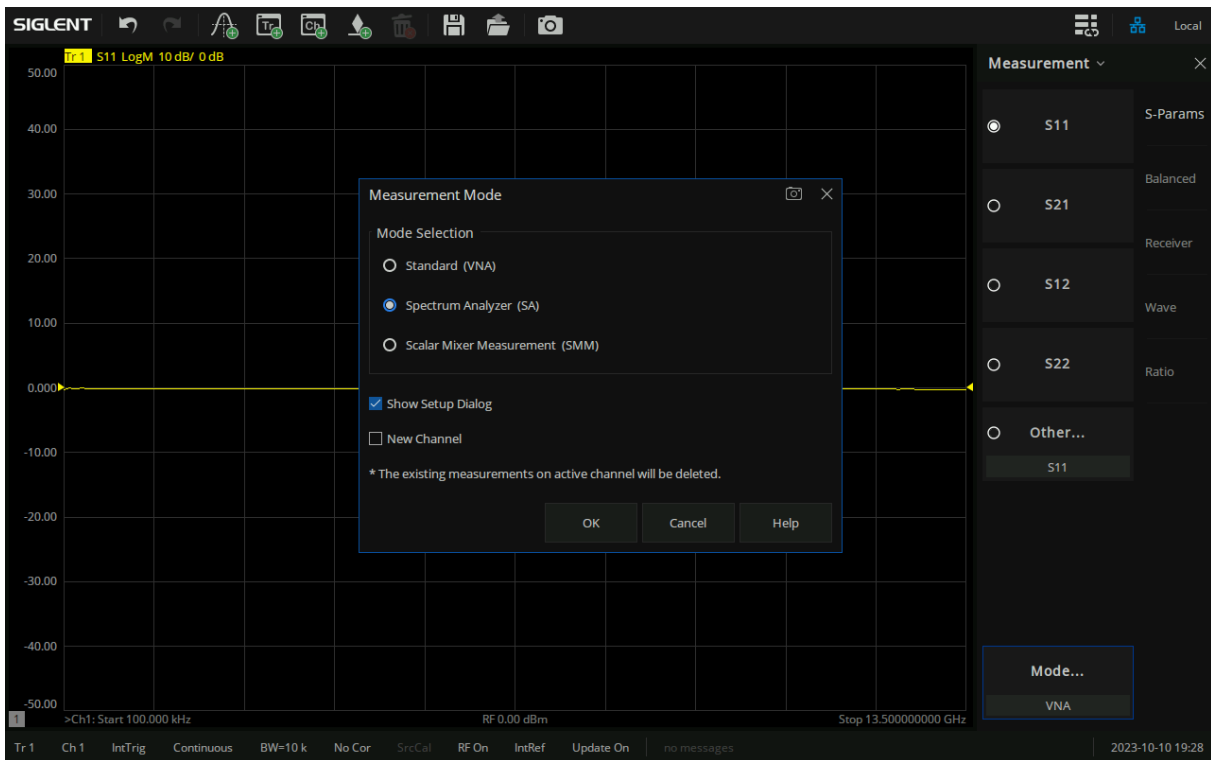 SIGLENT
Tr
Ch
Local
Tr 1 S11 LogM 10 dB/ 0 dB
50.00
40.00
30.00
20.00
10.00
0.000
-10.00
-20.00
-30.00
-40.00
-50.00
1 >Ch1: Start 100.000 kHz RF 0.00 dBm Stop 13.500000000 GHz
Measurement Mode
Mode Selection
Standard (VNA)
Spectrum Analyzer (SA)
Scalar Mixer Measurement (SMM)
Show Setup Dialog
New Channel
* The existing measurements on active channel will be deleted.
OK Cancel Help
Measurement
S11
S21
S12
S22
Other...
S11
Mode...
VNA
S-Params
Balanced
Receiver
Wave
Ratio
Tr 1 Ch 1 IntTrig Continuous BW=10 k No Cor SrcCal RF On IntRef Update On no messages 2023-10-10 19:28